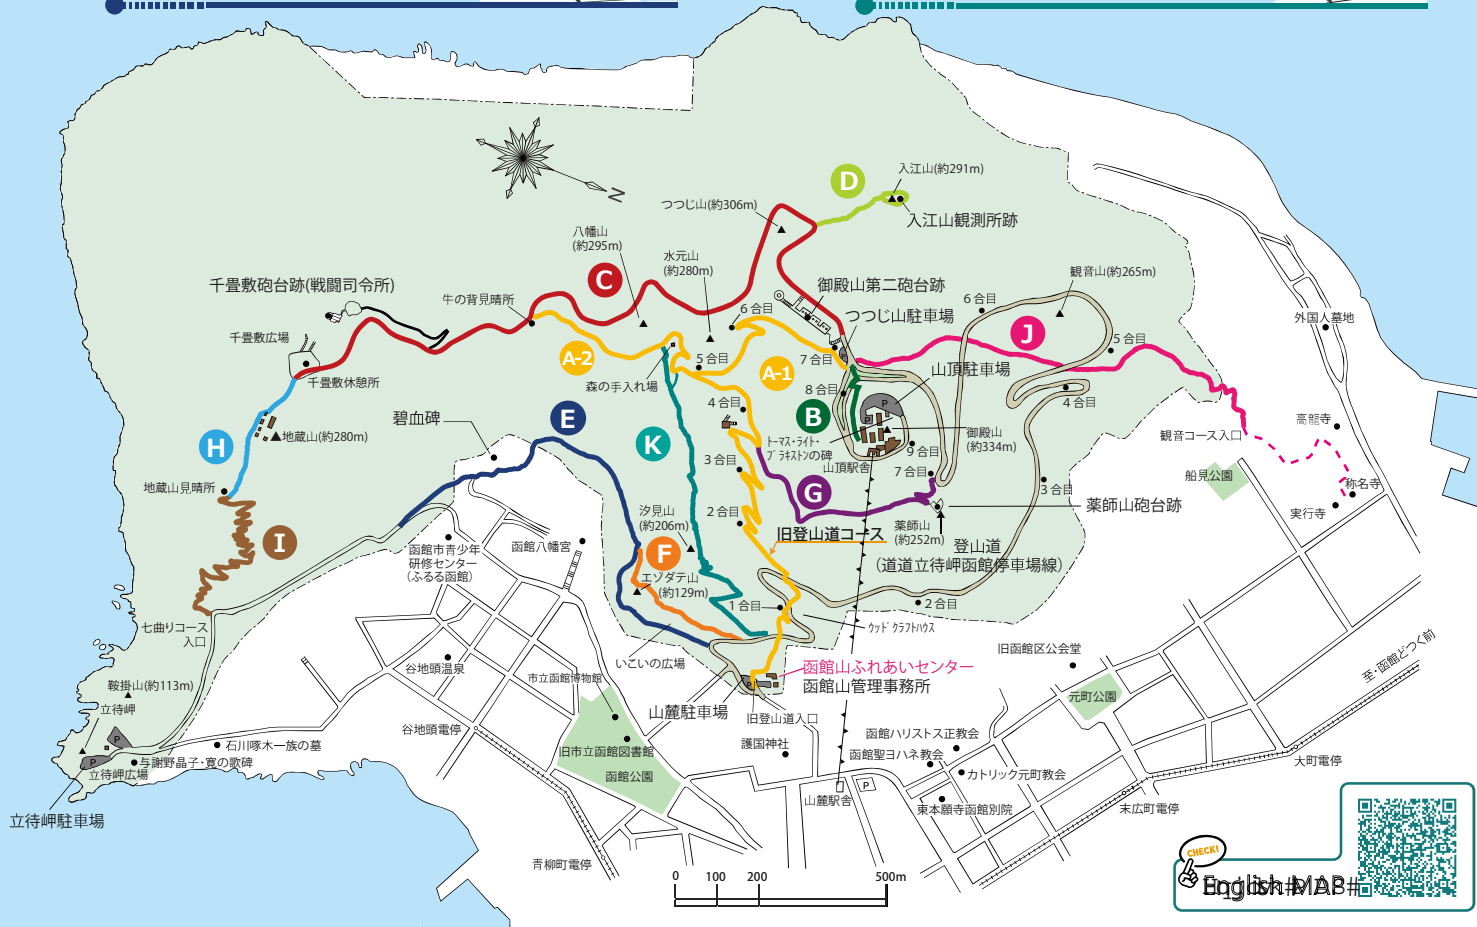 N
D
入江山(約291m)
入江山観測所跡
つつじ山(約306m)
八幡山
(約295m)
水元山
(約280m)
C
千畳敷砲台跡(戦闘司令所)
牛の背見晴所
千畳敷広場
千畳敷休憩所
御殿山第二砲台跡
つつじ山駐車場
6 合目
観音山(約265m)
J
5 合目
外国人墓地
6 合目
7 合目
A-2
A-1
5 合目
森の手入れ場
山頂駐車場
P
P
8 合目
4 合目
4 合目
B
E
碧血碑
H
地蔵山(約280m)
K
トーマス・ライト・
ブラキストンの碑
御殿山
(約334m)
9 合目
山頂駅舎
7 合目
3 合目
3 合目
高龍寺
観音コース入口
船見公園
称名寺
実行寺
地蔵山見晴所
G
薬師山砲台跡
薬師山
(約252m)
登山道
(道道立待岬函館停車場線)
2 合目
旧登山道コース
汐見山
(約206m)
I
F
エゾダテ山
(約129m)
函館市青少年
研修センター
(ふるる函館)
函館八幡宮
1 合目
2 合目
ウッドクラフトハウス
七曲りコース
入口
いこいの広場
谷地頭温泉
市立函館博物館
函館山ふれあいセンター
函館山管理事務所
旧函館区公会堂
至・函館どつく前
元町公園
鞍掛山(約113m)
立待岬
P
P
立待岬広場
石川啄木一族の墓
与謝野晶子・寛の歌碑
立待岬駐車場
谷地頭電停
山麓駐車場
旧登山道入口
護国神社
旧市立函館図書館
函館公園
函館ハリストス正教会
函館聖ヨハネ教会
カトリック元町教会
大町電停
山麓駅舎
P
東本願寺函館別院
末広町電停
青柳町電停
0 100 200 500m
CHECK!
English MAP